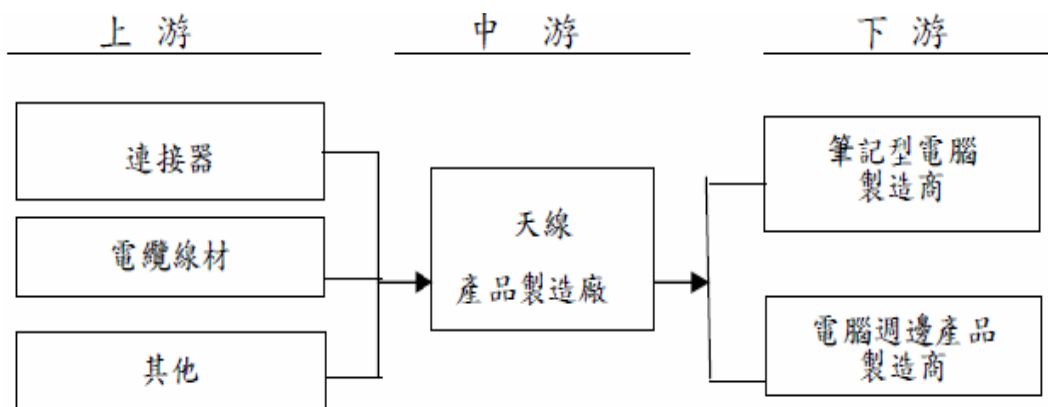 上 游
中 游
下 游
連接器
電纜線材
其他
天線
產品製造廠
筆記型電腦
製造商
電腦週邊產品
製造商